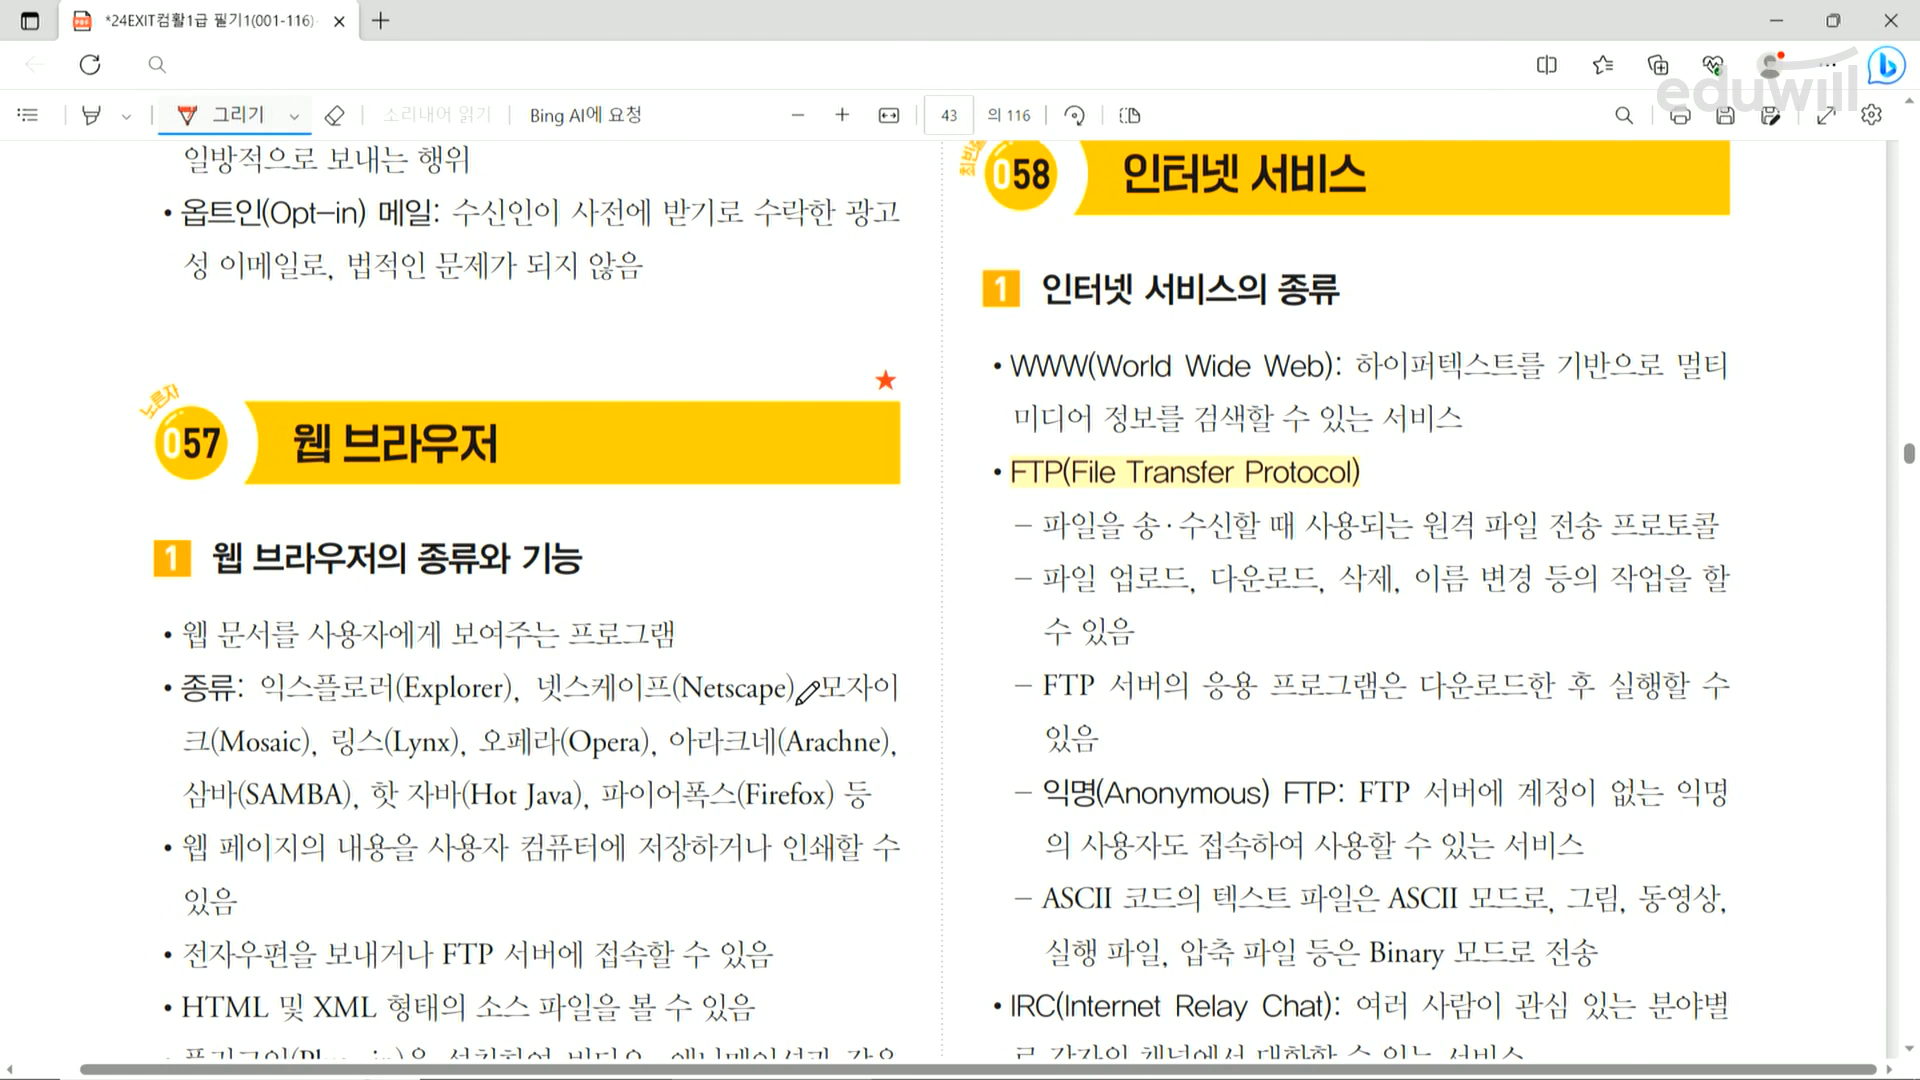 *24EXIT컴활1급 필기1(001-116)
eduwill
그리기
소리내어 읽기
Bing AI에 요청
43
의 116
일방적으로 보내는 행위
• 옵트인(Opt-in) 메일: 수신인이 사전에 받기로 수락한 광고
성 이메일로, 법적인 문제가 되지 않음
노른자
057 웹 브라우저
1 웹 브라우저의 종류와 기능
• 웹 문서를 사용자에게 보여주는 프로그램
• 종류: 익스플로러(Explorer), 넷스케이프(Netscape) 모자이
크(Mosaic), 링스(Lynx), 오페라(Opera), 아라크네(Arachne),
삼바(SAMBA), 핫 자바(Hot Java), 파이어폭스(Firefox) 등
• 웹 페이지의 내용을 사용자 컴퓨터에 저장하거나 인쇄할 수
있음
• 전자우편을 보내거나 FTP 서버에 접속할 수 있음
• HTML 및 XML 형태의 소스 파일을 볼 수 있음
058 인터넷 서비스
1 인터넷 서비스의 종류
• WWW(World Wide Web): 하이퍼텍스트를 기반으로 멀티
미디어 정보를 검색할 수 있는 서비스
• FTP(File Transfer Protocol)
– 파일을 송·수신할 때 사용되는 원격 파일 전송 프로토콜
– 파일 업로드, 다운로드, 삭제, 이름 변경 등의 작업을 할
수 있음
– FTP 서버의 응용 프로그램은 다운로드한 후 실행할 수
있음
– 익명(Anonymous) FTP: FTP 서버에 계정이 없는 익명
의 사용자도 접속하여 사용할 수 있는 서비스
– ASCII 코드의 텍스트 파일은 ASCII 모드로, 그림, 동영상,
실행 파일, 압축 파일 등은 Binary 모드로 전송
• IRC(Internet Relay Chat): 여러 사람이 관심 있는 분야별